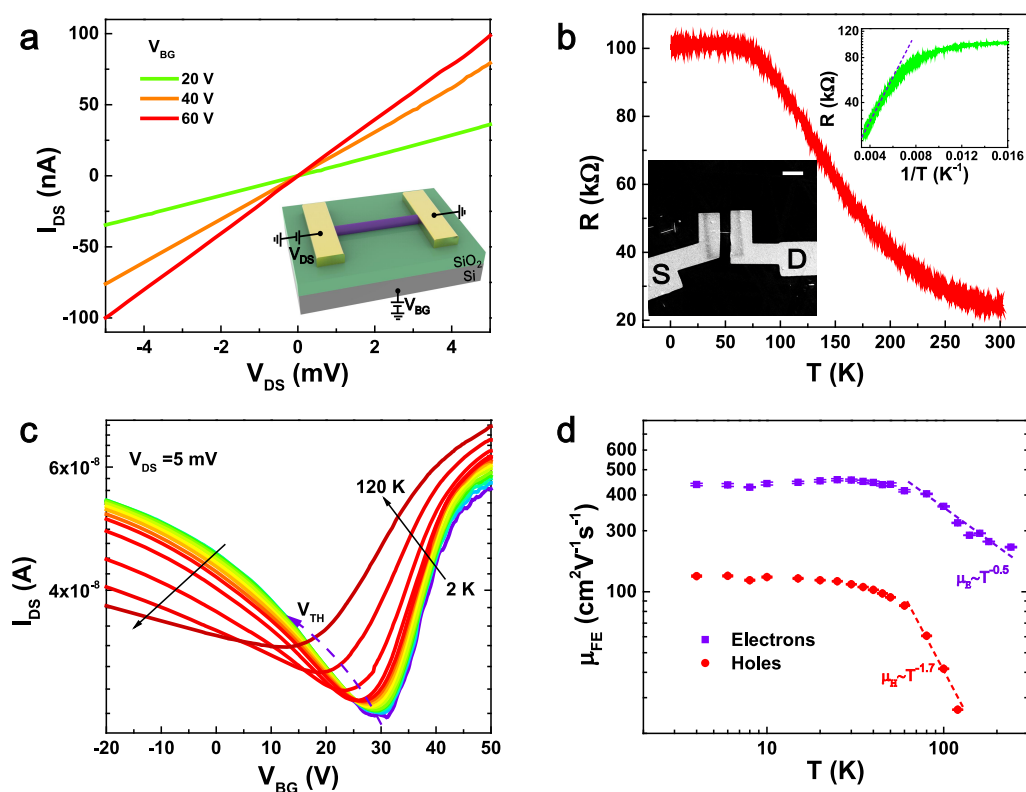 a
V_BG
20 V
40 V
60 V
100
50
0
-50
-100
I_DS (nA)
-4 -2 0 2 4
V_DS (mV)
V_DS
SiO₂
Si
V_BG
b
100
80
60
40
20
R (kΩ)
0 50 100 150 200 250 300
T (K)
120
80
40
R (kΩ)
0.004 0.008 0.012 0.016
1/T (K⁻¹)
S
D
c
V_DS =5 mV
6x10⁻⁸
4x10⁻⁸
I_DS (A)
120 K
2 K
V_TH
-20 -10 0 10 20 30 40 50
V_BG (V)
d
600
500
400
300
100
μ_FE (cm²V⁻¹s⁻¹)
μ_E~T⁻⁰·⁵
Electrons
Holes
μ_H~T⁻¹·⁷
10 100
T (K)